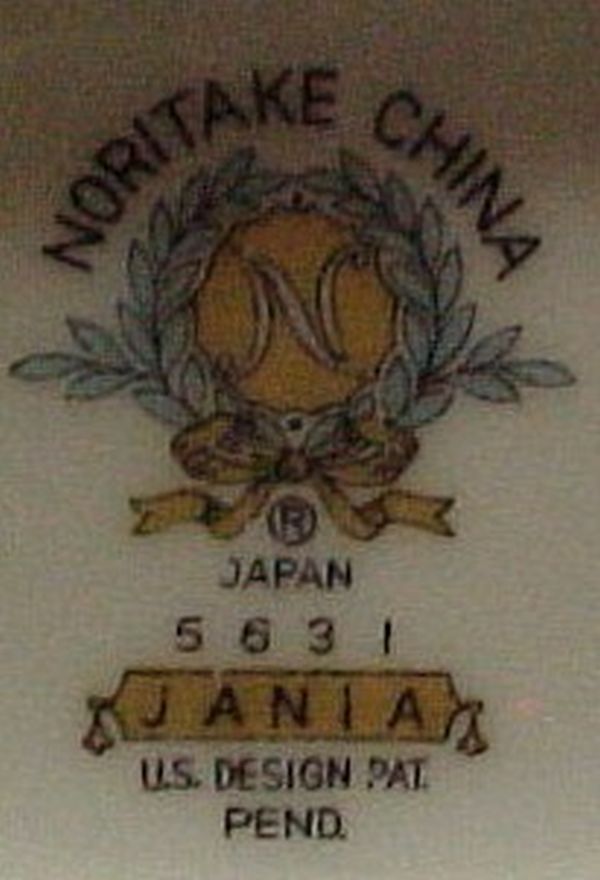 NORITAKE CHINA
N
®
JAPAN
5631
JANIA
U.S. DESIGN PAT.
PEND.